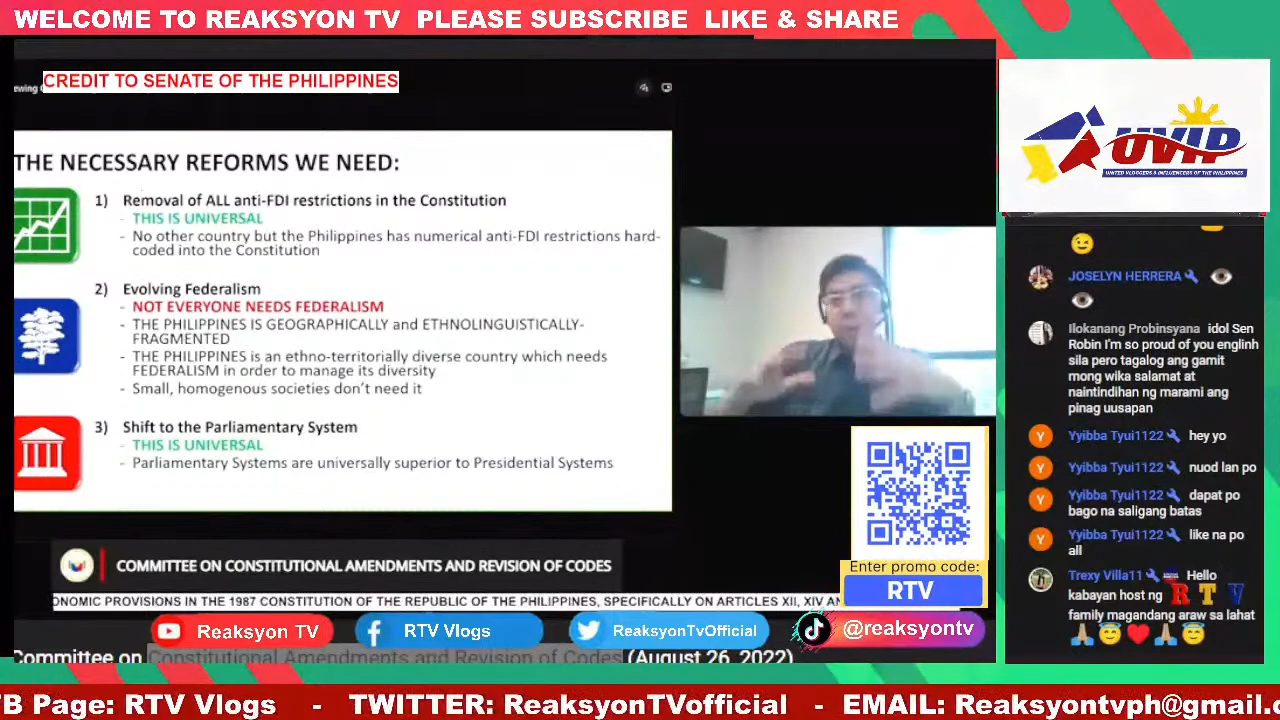 WELCOME TO REAKSYON TV PLEASE SUBSCRIBE LIKE & SHARE
CREDIT TO SENATE OF THE PHILIPPINES
THE NECESSARY REFORMS WE NEED:
1) Removal of ALL anti-FDI restrictions in the Constitution
- THIS IS UNIVERSAL
- No other country but the Philippines has numerical anti-FDI restrictions hard-
coded into the Constitution
2) Evolving Federalism
- NOT EVERYONE NEEDS FEDERALISM
- THE PHILIPPINES IS GEOGRAPHICALLY and ETHNOLINGUISTICALLY-
FRAGMENTED
- THE PHILIPPINES is an ethno-territorially diverse country which needs
FEDERALISM in order to manage its diversity
- Small, homogenous societies don't need it
3) Shift to the Parliamentary System
- THIS IS UNIVERSAL
- Parliamentary Systems are universally superior to Presidential Systems
COMMITTEE ON CONSTITUTIONAL AMENDMENTS AND REVISION OF CODES
ONOMIC PROVISIONS IN THE 1987 CONSTITUTION OF THE REPUBLIC OF THE PHILIPPINES, SPECIFICALLY ON ARTICLES XII, XIV AN
Enter promo code:
RTV
Reaksyon TV
RTV Vlogs
ReaksyonTvOfficial
@reaksyontv
Committee on Constitutional Amendments and Revision of Codes (August 26, 2022)
UVIP
UNITED VLOGGERS & INFLUENCERS OF THE PHILIPPINES
JOSELYN HERRERA
Ilokanang Probinsyana idol Sen
Robin I'm so proud of you englinh
sila pero tagalog ang gamit
mong wika salamat at
naintindihan ng marami ang
pinag uusapan
Y Yyibba Tyui1122 hey yo
Y Yyibba Tyui1122 nuod lan po
Y Yyibba Tyui1122 dapat po
bago na saligang batas
Y Yyibba Tyui1122 like na po
all
Trexy Villa11 Hello
kabayan host ng R T V
family magandang araw sa lahat
TB Page: RTV Vlogs - TWITTER: ReaksyonTVofficial - EMAIL: Reaksyontvph@gmail.c